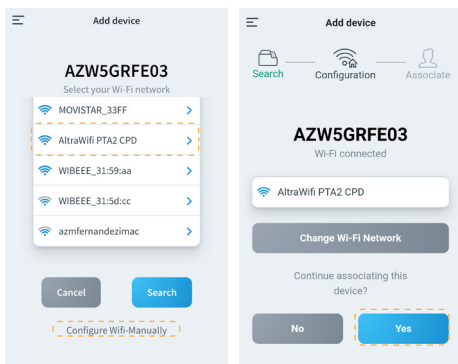 Add device
AZW5GRFE03
Select your Wi-Fi network
MOVISTAR_33FF
AltraWifi PTA2 CPD
WIBEEE_31:59:aa
WIBEEE_31:5d:cc
azmfernandezimac
Cancel
Search
Configure Wifi-Manually
Add device
Search
Configuration
Associate
AZW5GRFE03
Wi-Fi connected
AltraWifi PTA2 CPD
Change Wi-Fi Network
Continue associating this
device?
No
Yes